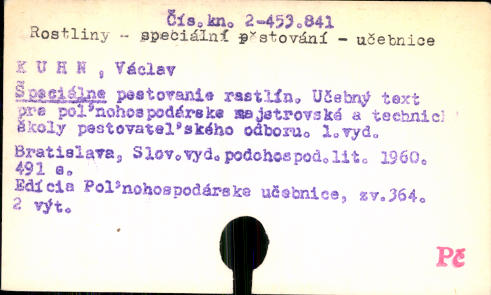 Čís.kn. 2-453.841
Rostliny - speciální pěstování - učebnice
KUHN, Václav
Špeciálne pestovanie rastlín. Učebný text
pre poľnohospodárske majstrovské a technic
školy pestovateľského odboru. 1.vyd.
Bratislava, Slov.vyd.podohospod.lit. 1960.
491 s.
Edícia Poľnohospodárske učebnice, zv.364.
2 výt.
Pč